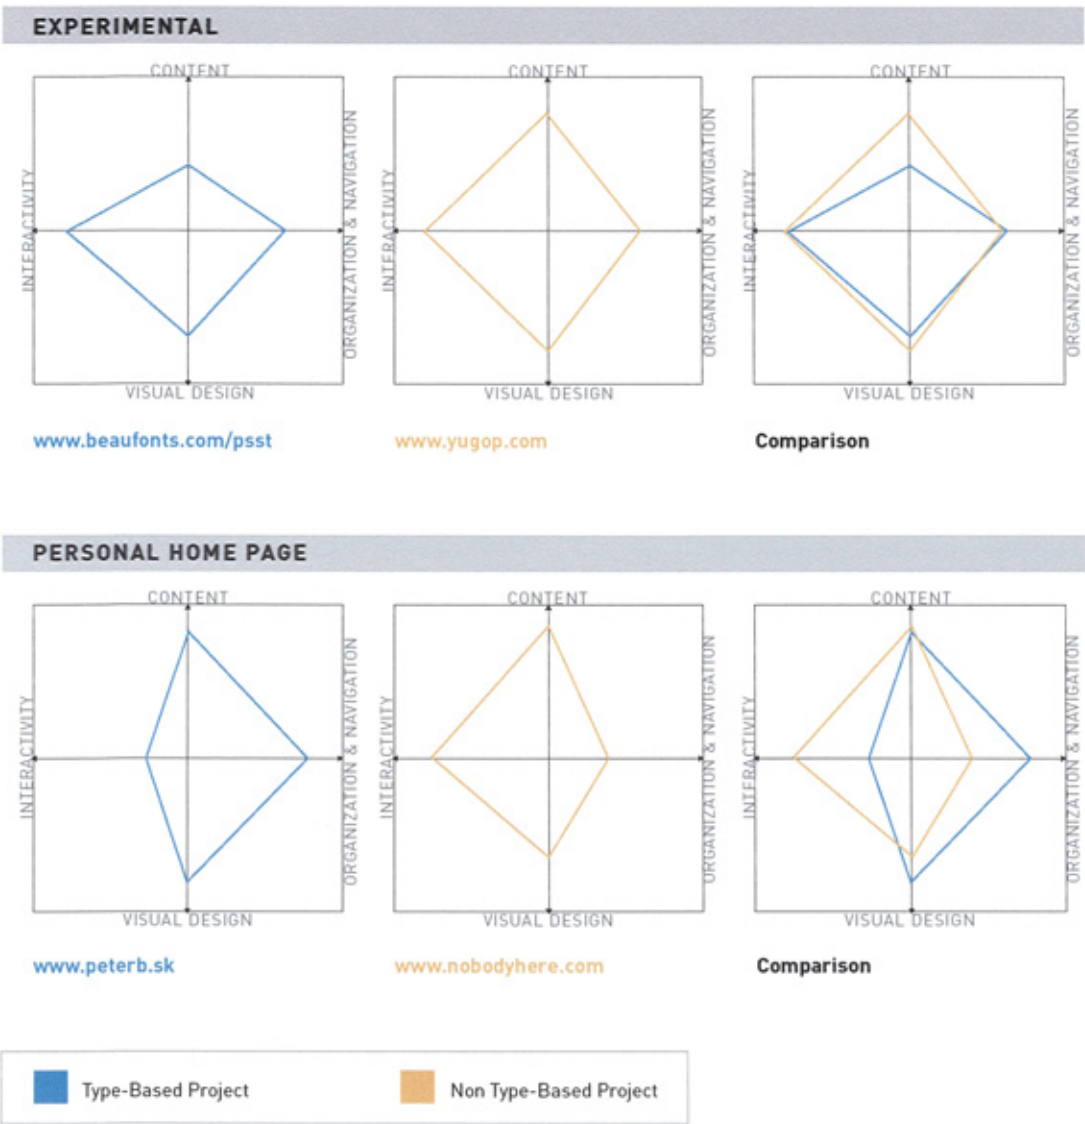 EXPERIMENTAL
CONTENT
INTERACTIVITY
ORGANIZATION & NAVIGATION
VISUAL DESIGN
www.beaufonts.com/psst
CONTENT
INTERACTIVITY
ORGANIZATION & NAVIGATION
VISUAL DESIGN
www.yugop.com
CONTENT
INTERACTIVITY
ORGANIZATION & NAVIGATION
VISUAL DESIGN
Comparison
PERSONAL HOME PAGE
CONTENT
INTERACTIVITY
ORGANIZATION & NAVIGATION
VISUAL DESIGN
www.peterb.sk
CONTENT
INTERACTIVITY
ORGANIZATION & NAVIGATION
VISUAL DESIGN
www.nobodyhere.com
CONTENT
INTERACTIVITY
ORGANIZATION & NAVIGATION
VISUAL DESIGN
Comparison
Type-Based Project
Non Type-Based Project